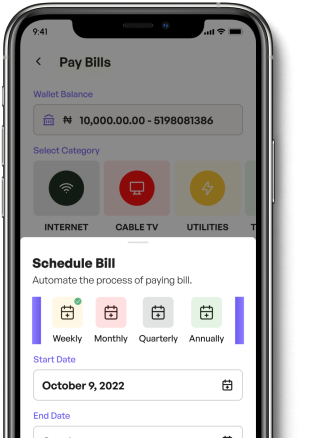 9:41
Pay Bills
Wallet Balance
₦ 10,000.00.00 - 5198081386
Select Category
INTERNET CABLE TV UTILITIES T
Schedule Bill
Automate the process of paying bill.
Weekly Monthly Quarterly Annually
Start Date
October 9, 2022
End Date